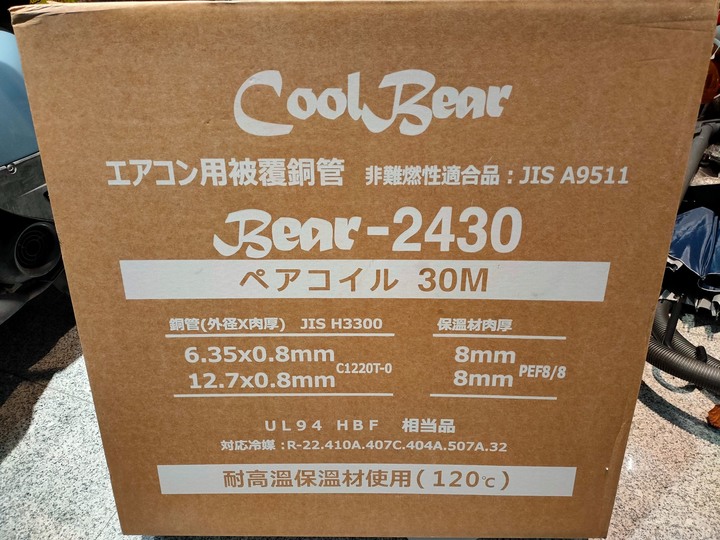 CoolBear
エアコン用被覆銅管 非難燃性適合品：JIS A9511
Bear-2430
ペアコイル 30M
銅管(外径X肉厚) JIS H3300
保溫材肉厚
6.35x0.8mm
12.7x0.8mm
C1220T-0
8mm
8mm
PEF8/8
UL94 HBF 相当品
対応冷媒：R-22.410A.407C.404A.507A.32
耐高溫保溫材使用(120℃)